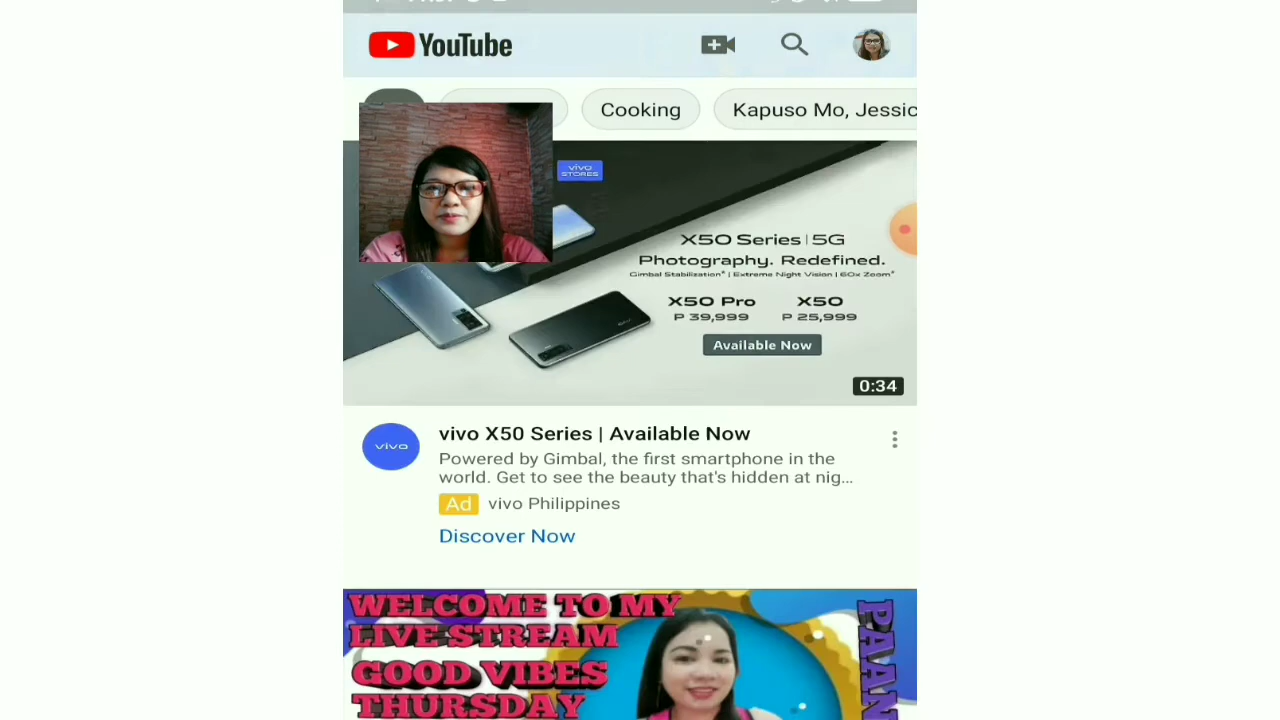 YouTube
Cooking
Kapuso Mo, Jessic
vivo
STORES
X50 Series | 5G
Photography. Redefined.
Gimbal Stabilization* | Extreme Night Vision | 60x Zoom*
X50 Pro X50
P 39,999 P 25,999
Available Now
0:34
vivo
vivo X50 Series | Available Now
Powered by Gimbal, the first smartphone in the
world. Get to see the beauty that's hidden at nig...
Ad vivo Philippines
Discover Now
WELCOME TO MY
LIVE STREAM
GOOD VIBES
THURSDAY
PAAN